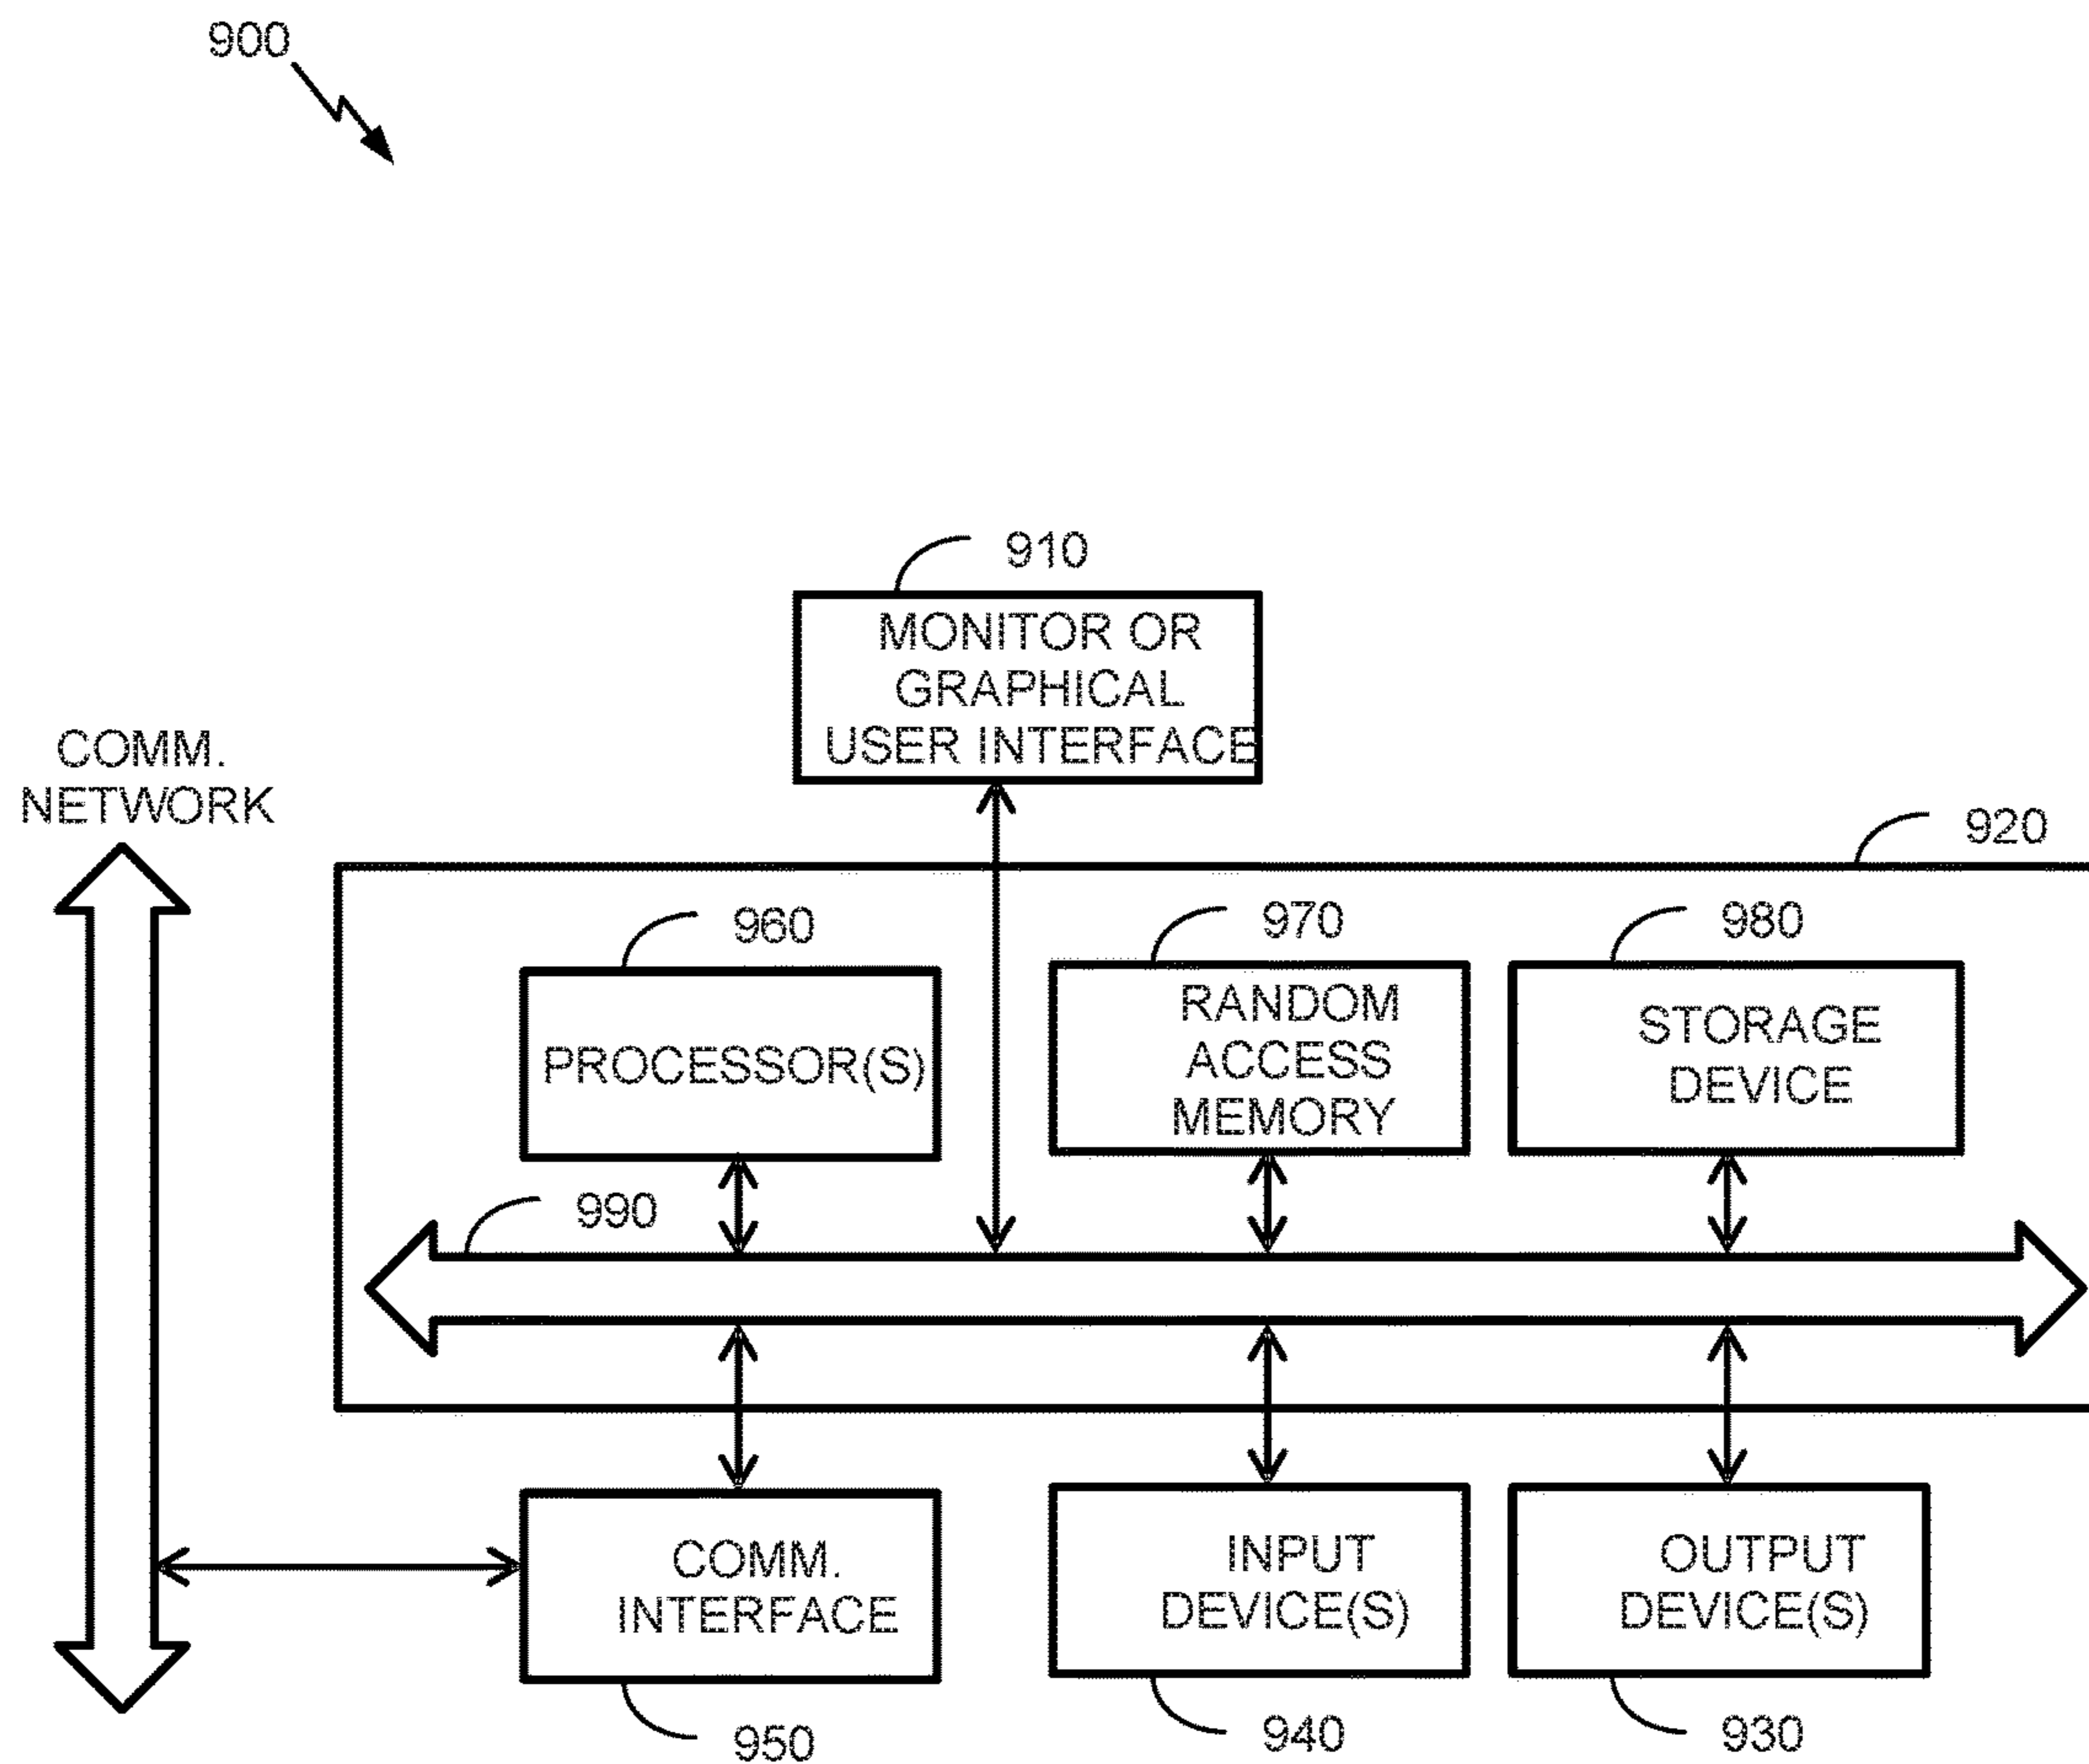 900
910
MONITOR OR
GRAPHICAL
USER INTERFACE
COMM.
NETWORK
920
960
970
980
PROCESSOR(S)
RANDOM
ACCESS
MEMORY
STORAGE
DEVICE
990
COMM.
INTERFACE
INPUT
DEVICE(S)
OUTPUT
DEVICE(S)
950
940
930